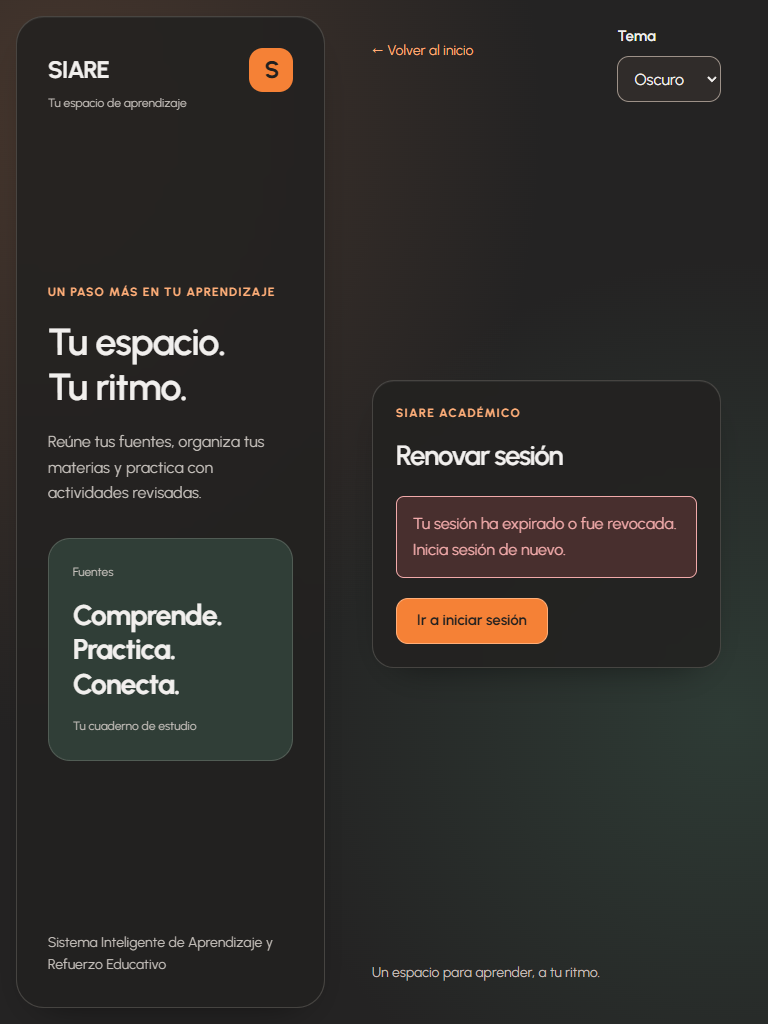 SIARE
S
Tu espacio de aprendizaje
UN PASO MÁS EN TU APRENDIZAJE
Tu espacio.
Tu ritmo.
Reúne tus fuentes, organiza tus
materias y practica con
actividades revisadas.
Fuentes
Comprende.
Practica.
Conecta.
Tu cuaderno de estudio
Sistema Inteligente de Aprendizaje y
Refuerzo Educativo
← Volver al inicio
Tema
Oscuro
SIARE ACADÉMICO
Renovar sesión
Tu sesión ha expirado o fue revocada.
Inicia sesión de nuevo.
Ir a iniciar sesión
Un espacio para aprender, a tu ritmo.